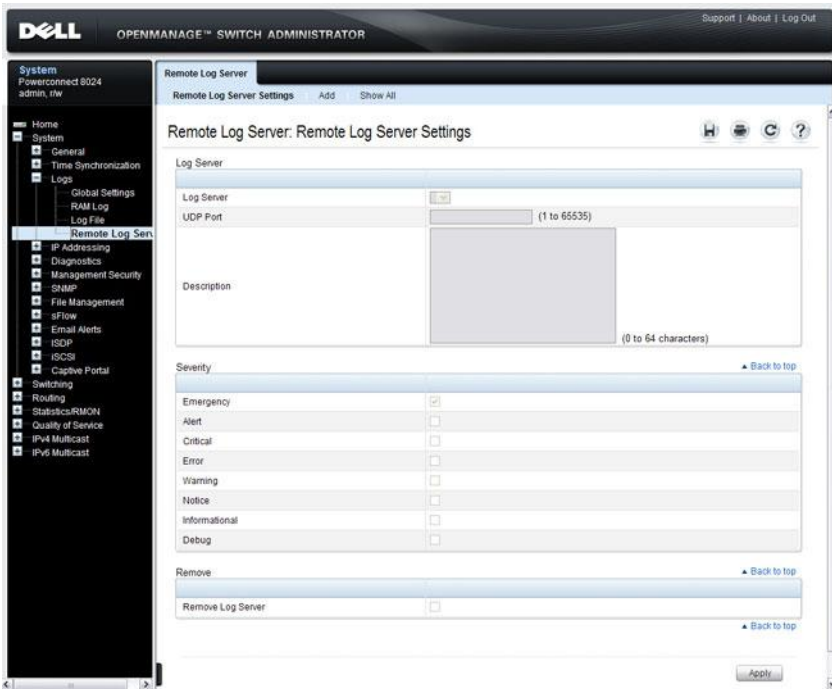 Support | About | Log Out
DELL OPENMANAGE™ SWITCH ADMINISTRATOR
System
Powerconnect 8024
admin, r/w
Home
System
General
Time Synchronization
Logs
Global Settings
RAM Log
Log File
Remote Log Serv
IP Addressing
Diagnostics
Management Security
SNMP
File Management
sFlow
Email Alerts
ISDP
iSCSI
Captive Portal
Switching
Routing
Statistics/RMON
Quality of Service
IPv4 Multicast
IPv6 Multicast
Remote Log Server
Remote Log Server Settings Add Show All
Remote Log Server: Remote Log Server Settings
Log Server
Log Server
UDP Port (1 to 65535)
Description (0 to 64 characters)
Severity Back to top
Emergency
Alert
Critical
Error
Warning
Notice
Informational
Debug
Remove Back to top
Remove Log Server
Back to top
Apply